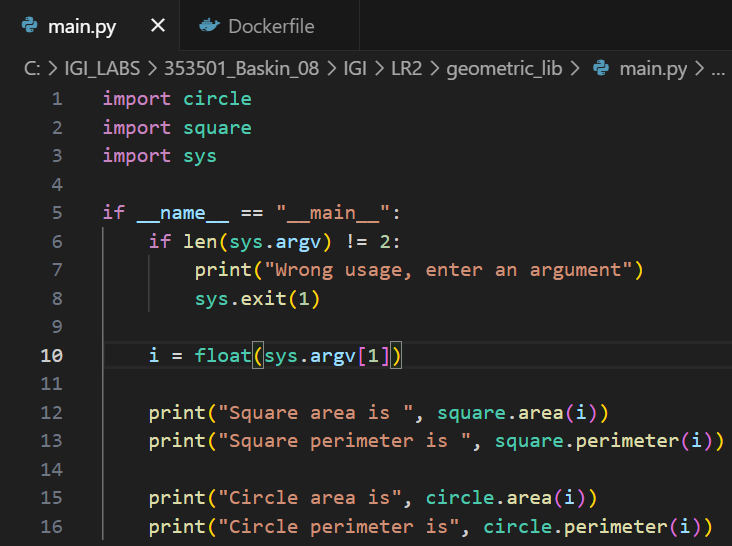 main.py × Dockerfile
C: > IGI_LABS > 353501_Baskin_08 > IGI > LR2 > geometric_lib > main.py > ...
1 import circle
2 import square
3 import sys
4
5 if __name__ == "__main__":
6     if len(sys.argv) != 2:
7         print("Wrong usage, enter an argument")
8         sys.exit(1)
9
10     i = float(sys.argv[1])
11
12     print("Square area is ", square.area(i))
13     print("Square perimeter is ", square.perimeter(i))
14
15     print("Circle area is", circle.area(i))
16     print("Circle perimeter is", circle.perimeter(i))